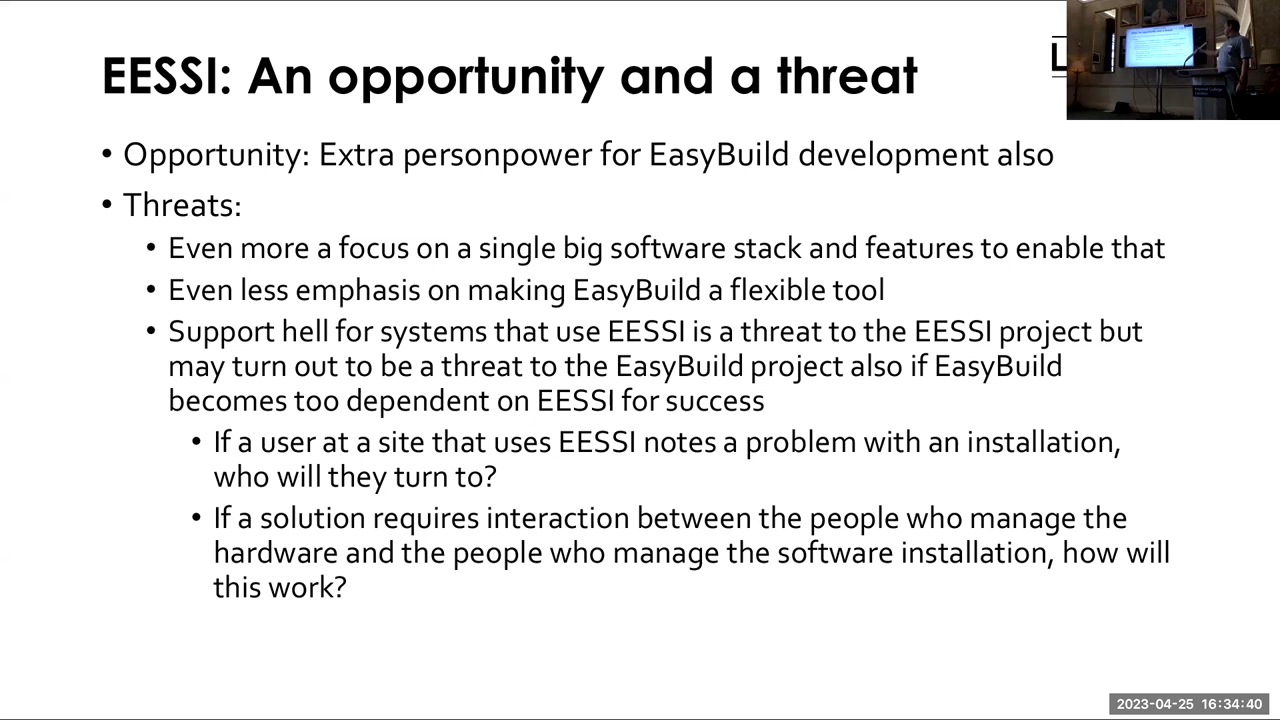 EESSI: An opportunity and a threat
L
• Opportunity: Extra personpower for EasyBuild development also
• Threats:
• Even more a focus on a single big software stack and features to enable that
• Even less emphasis on making EasyBuild a flexible tool
• Support hell for systems that use EESSI is a threat to the EESSI project but
may turn out to be a threat to the EasyBuild project also if EasyBuild
becomes too dependent on EESSI for success
• If a user at a site that uses EESSI notes a problem with an installation,
who will they turn to?
• If a solution requires interaction between the people who manage the
hardware and the people who manage the software installation, how will
this work?
2023-04-25 16:34:40